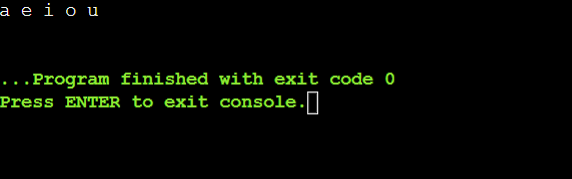 a e i o u
...Program finished with exit code 0
Press ENTER to exit console.